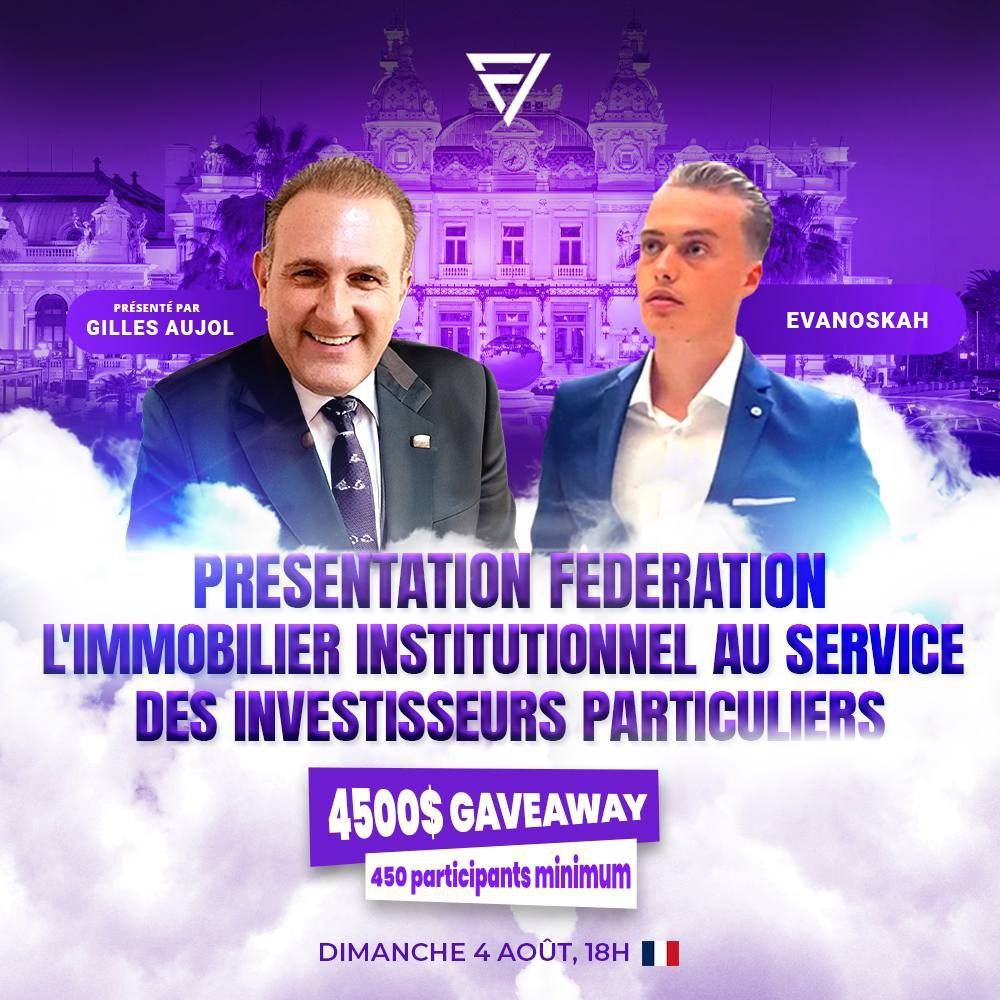 PRÉSENTÉ PAR
GILLES AUJOL
EVANOSKAH
PRESENTATION FEDERATION
L'IMMOBILIER INSTITUTIONNEL AU SERVICE
DES INVESTISSEURS PARTICULIERS
4500$ GAVEAWAY
450 participants minimum
DIMANCHE 4 AOÛT, 18H